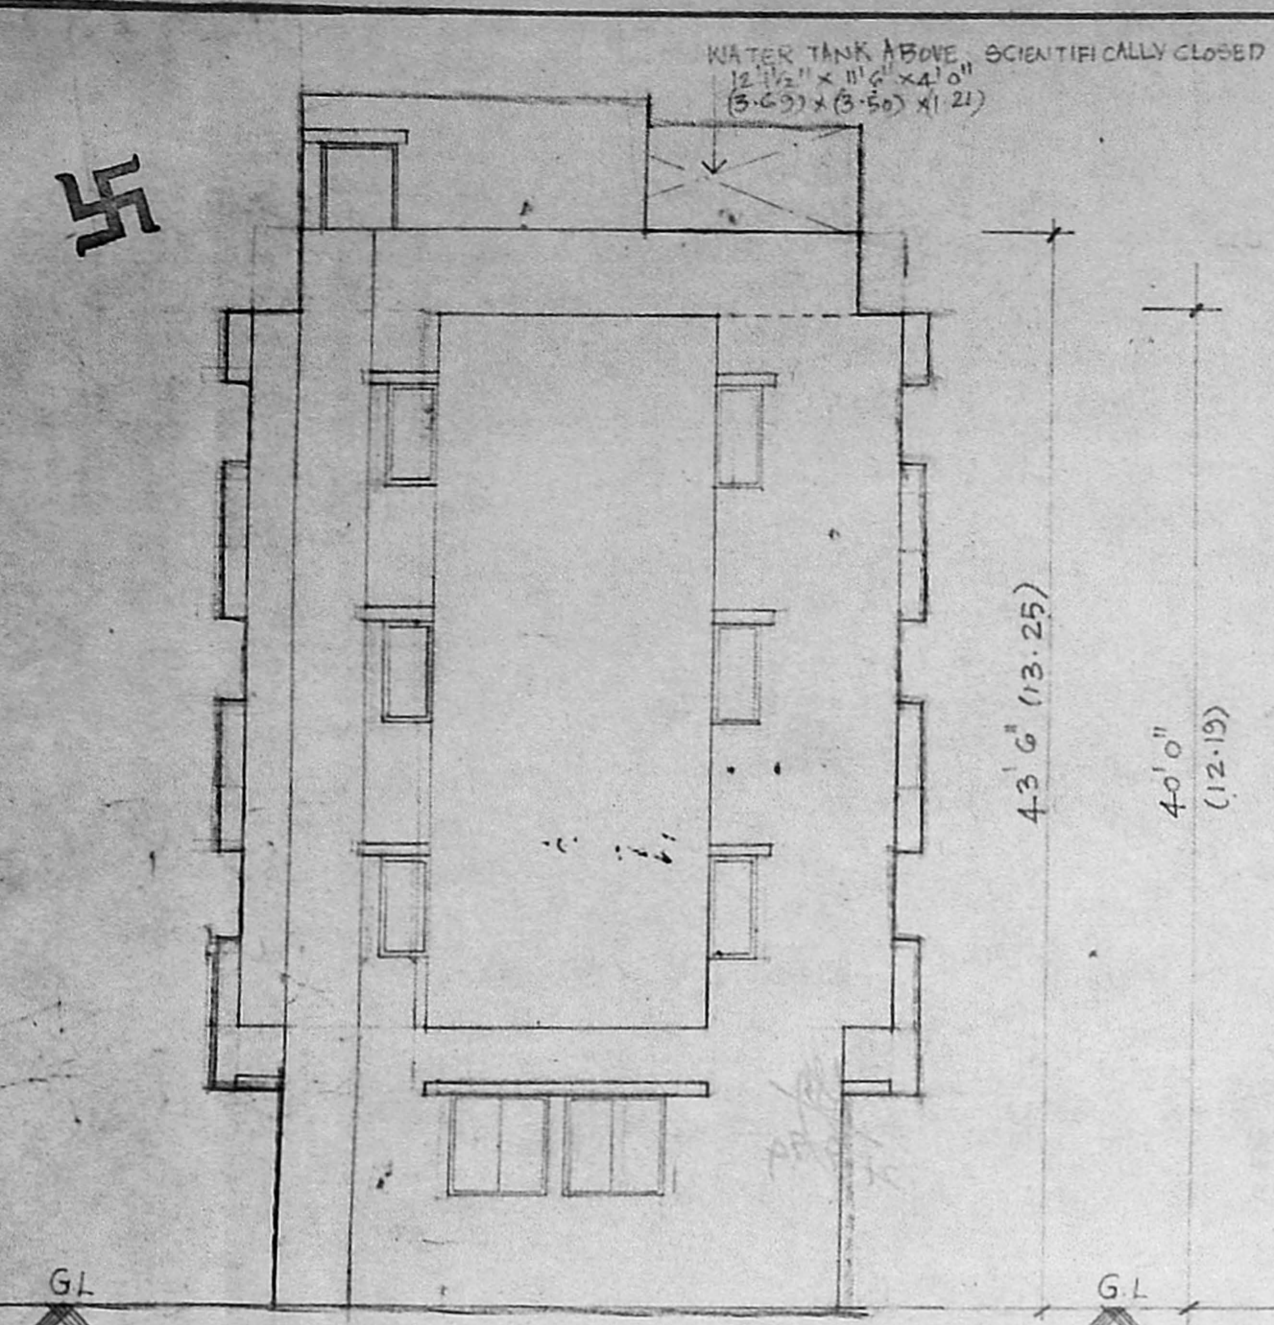 WATER TANK ABOVE. SCIENTIFICALLY CLOSED
12'1½" × 11'6" × 4'0"
(3.69) × (3.50) × (1.21)
43'6" (13.25)
40'0"
(12.19)
GL
G.L